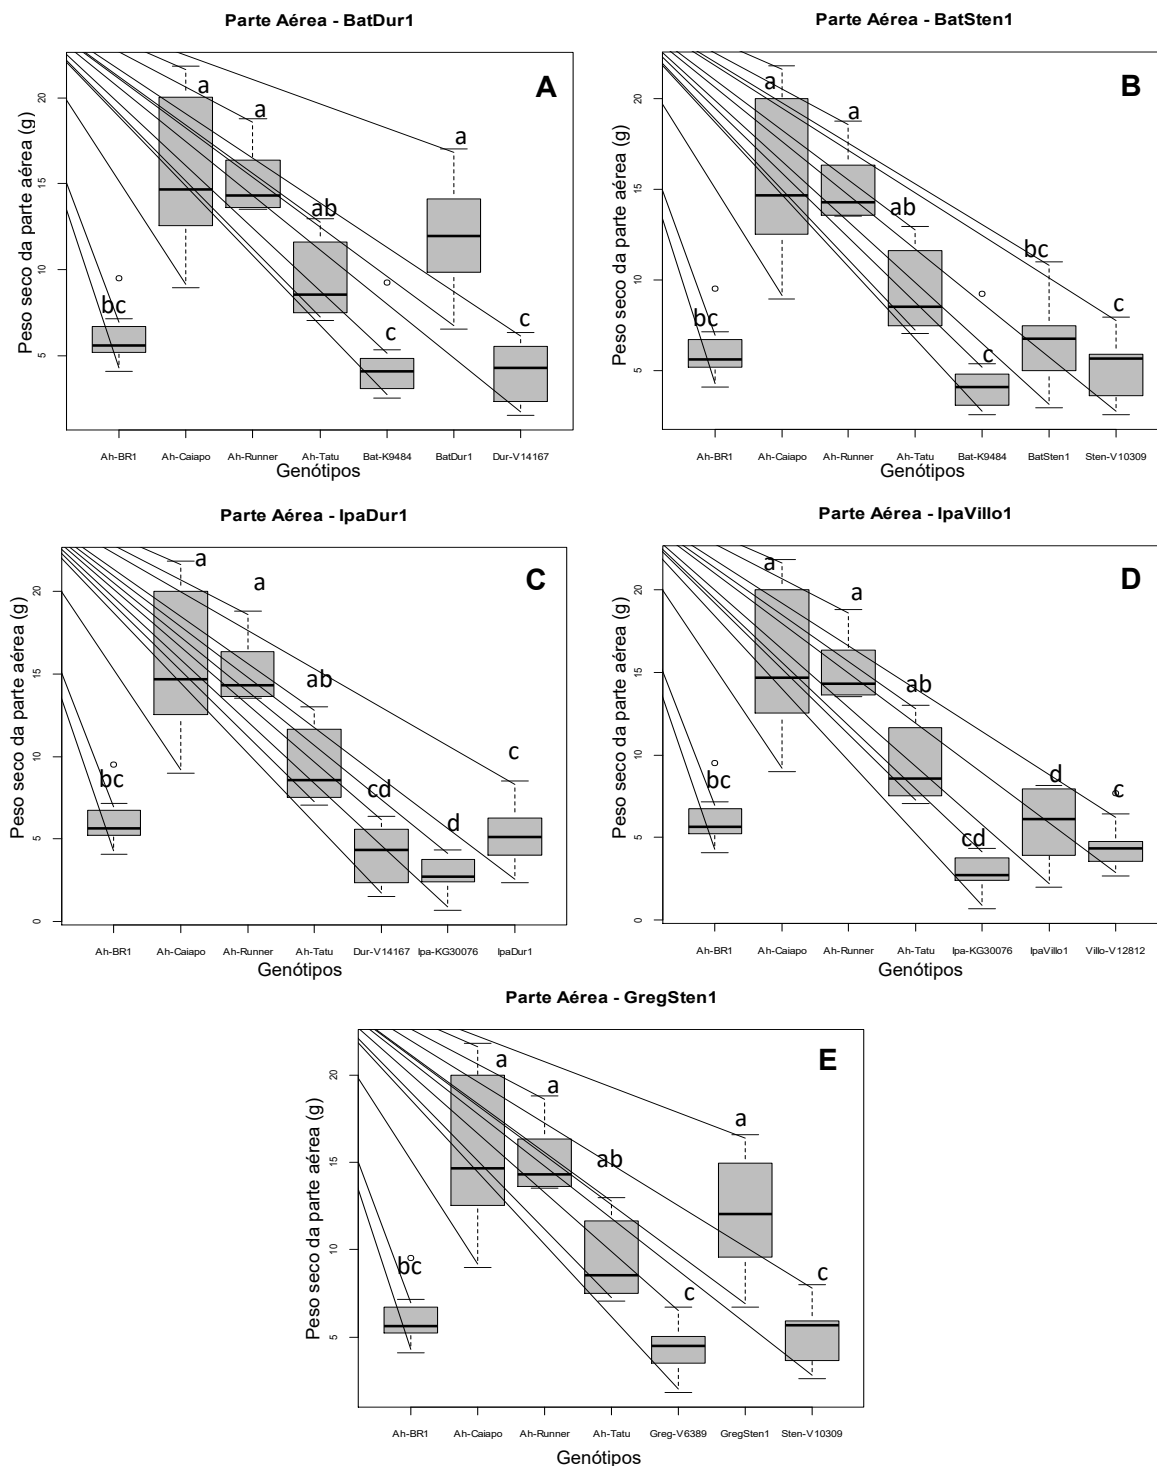 Parte Aérea - BatDur1
A
Peso seco da parte aérea (g)
20
15
10
5
bc
a
a
ab
c
a
c
Ah-BR1 Ah-Caiapo Ah-Runner Ah-Tatu Bat-K9484 BatDur1 Dur-V14167
Genótipos
Parte Aérea - BatSten1
B
Peso seco da parte aérea (g)
20
15
10
5
bc
a
a
ab
c
bc
c
Ah-BR1 Ah-Caiapo Ah-Runner Ah-Tatu Bat-K9484 BatSten1 Sten-V10309
Genótipos
Parte Aérea - IpaDur1
C
Peso seco da parte aérea (g)
20
15
10
5
0
bc
a
a
ab
cd
d
c
Ah-BR1 Ah-Caiapo Ah-Runner Ah-Tatu Dur-V14167 Ipa-KG30076 IpaDur1
Genótipos
Parte Aérea - IpaVillo1
D
Peso seco da parte aérea (g)
20
15
10
5
0
bc
a
a
ab
cd
d
c
Ah-BR1 Ah-Caiapo Ah-Runner Ah-Tatu Ipa-KG30076 IpaVillo1 Villo-V12812
Genótipos
Parte Aérea - GregSten1
E
Peso seco da parte aérea (g)
20
15
10
5
bc
a
a
ab
c
a
c
Ah-BR1 Ah-Caiapo Ah-Runner Ah-Tatu Greg-V6389 GregSten1 Sten-V10309
Genótipos